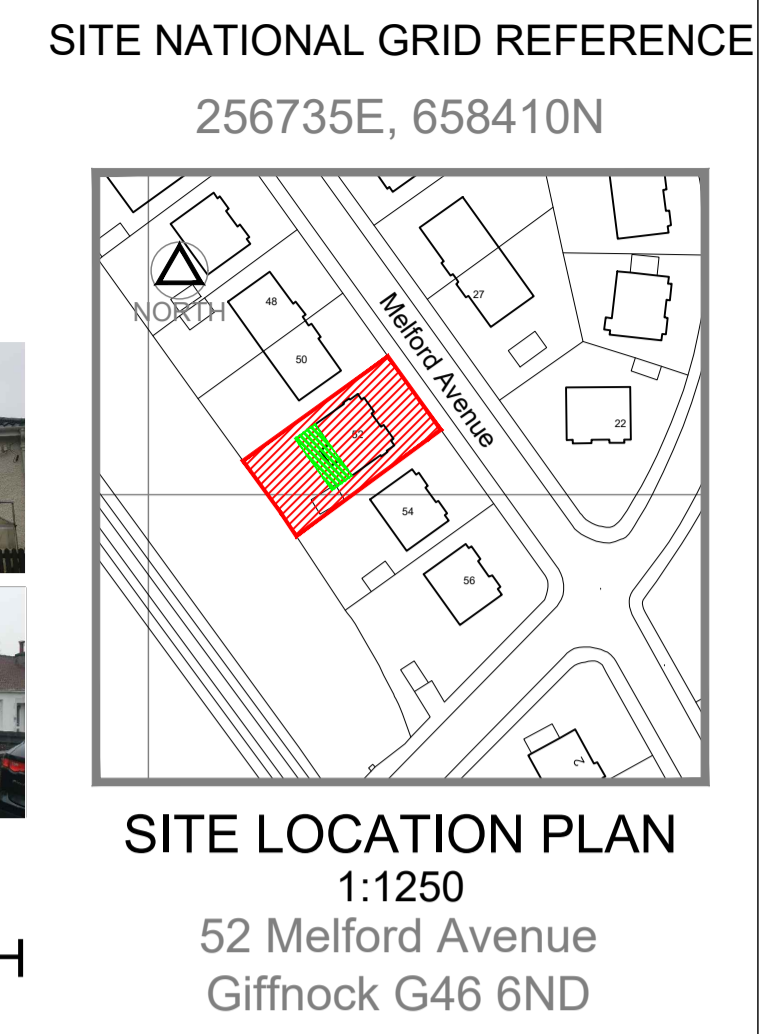 SITE NATIONAL GRID REFERENCE
256735E, 658410N
NORTH
48
50
52
54
56
27
22
2
Melford Avenue
SITE LOCATION PLAN
1:1250
52 Melford Avenue
Giffnock G46 6ND